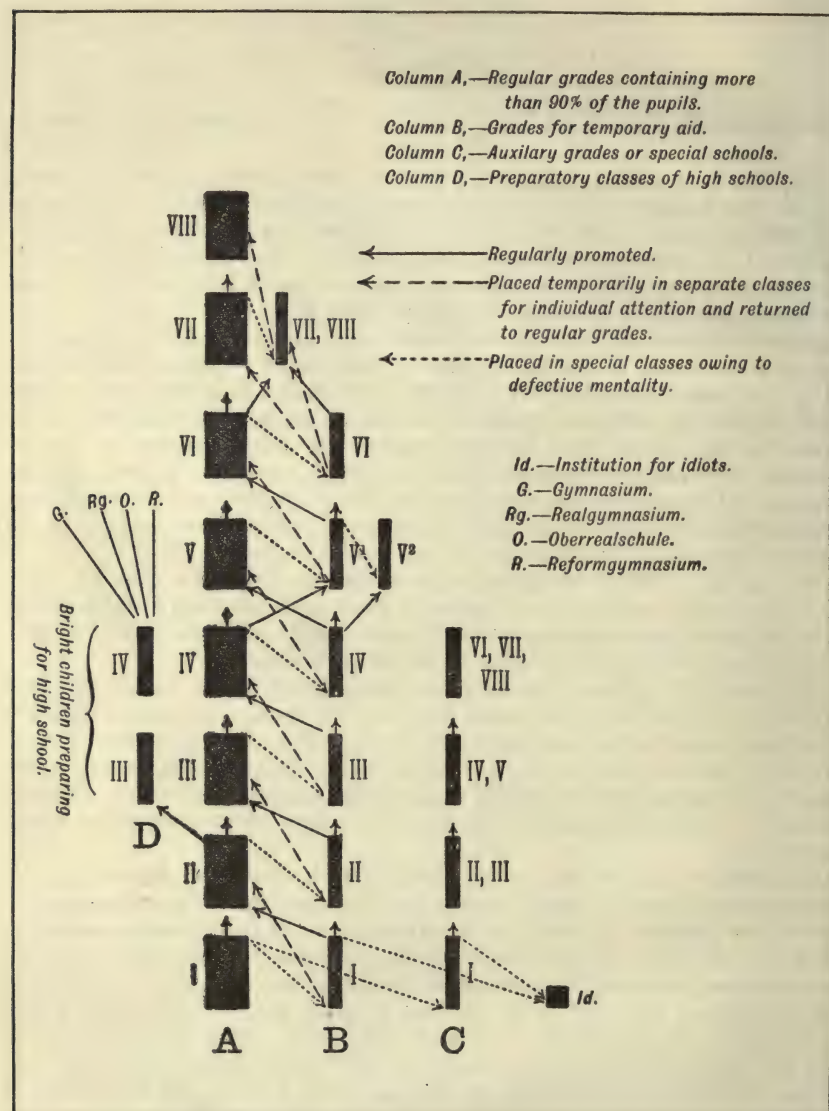 Column A,—Regular grades containing more
than 90% of the pupils.
Column B,—Grades for temporary aid.
Column C,—Auxilary grades or special schools.
Column D,—Preparatory classes of high schools.
VIII
Regularly promoted.
Placed temporarily in separate classes
for individual attention and returned
to regular grades.
Placed in special classes owing to
defective mentality.
VII
VII, VIII
VI
VI
Id.—Institution for idiots.
G.—Gymnasium.
Rg.—Realgymnasium.
O.—Oberrealschule.
R.—Reformgymnasium.
G. Rg. O. R.
V
V¹
V²
Bright children preparing
for high school.
IV
IV
IV
VI, VII,
VIII
III
III
III
IV, V
D
II
II
II, III
I
I
I
Id.
A
B
C